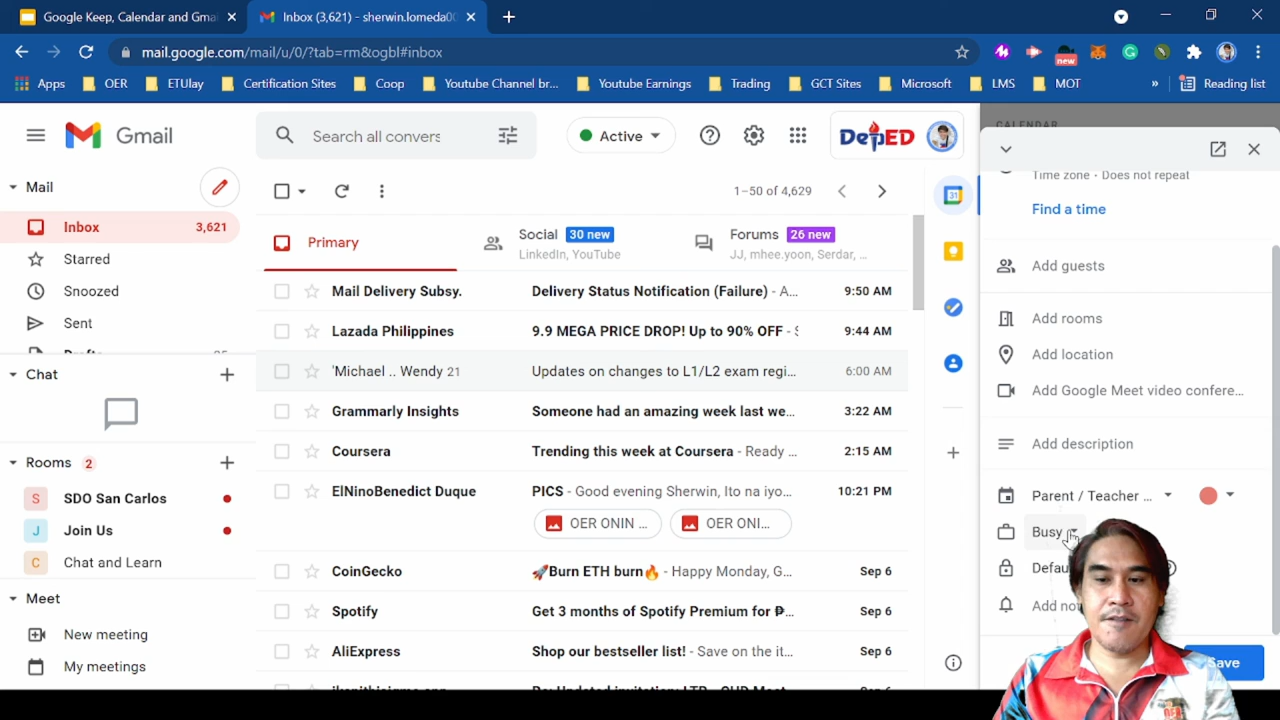 Google Keep, Calendar and Gma
Inbox (3,621) - sherwin.lomeda00
mail.google.com/mail/u/0/?tab=rm&ogbl#inbox
new
Apps
OER
ETUlay
Certification Sites
Coop
Youtube Channel br...
Youtube Earnings
Trading
GCT Sites
Microsoft
LMS
MOT
»
Reading list
Gmail
Search all convers
Active
DepED
CALENDAR
Mail
Inbox
3,621
Starred
Snoozed
Sent
Drafts
Chat
Rooms 2
S
SDO San Carlos
J
Join Us
C
Chat and Learn
Meet
New meeting
My meetings
1–50 of 4,629
Primary
Social 30 new
LinkedIn, YouTube
Forums 26 new
JJ, mhee.yoon, Serdar, ...
Mail Delivery Subsy. Delivery Status Notification (Failure) - A... 9:50 AM
Lazada Philippines 9.9 MEGA PRICE DROP! Up to 90% OFF - S 9:44 AM
'Michael .. Wendy 21 Updates on changes to L1/L2 exam regi... 6:00 AM
Grammarly Insights Someone had an amazing week last we... 3:22 AM
Coursera Trending this week at Coursera - Ready ... 2:15 AM
ElNinoBenedict Duque PICS - Good evening Sherwin, Ito na iyo... 10:21 PM
OER ONIN ...
OER ONI...
CoinGecko 🚀Burn ETH burn🔥 - Happy Monday, G... Sep 6
Spotify Get 3 months of Spotify Premium for ₱... Sep 6
AliExpress Shop our bestseller list! - Save on the it... Sep 6
31
Time zone · Does not repeat
Find a time
Add guests
Add rooms
Add location
Add Google Meet video confere...
Add description
Parent / Teacher ...
Busy
Defau
Add not
Save